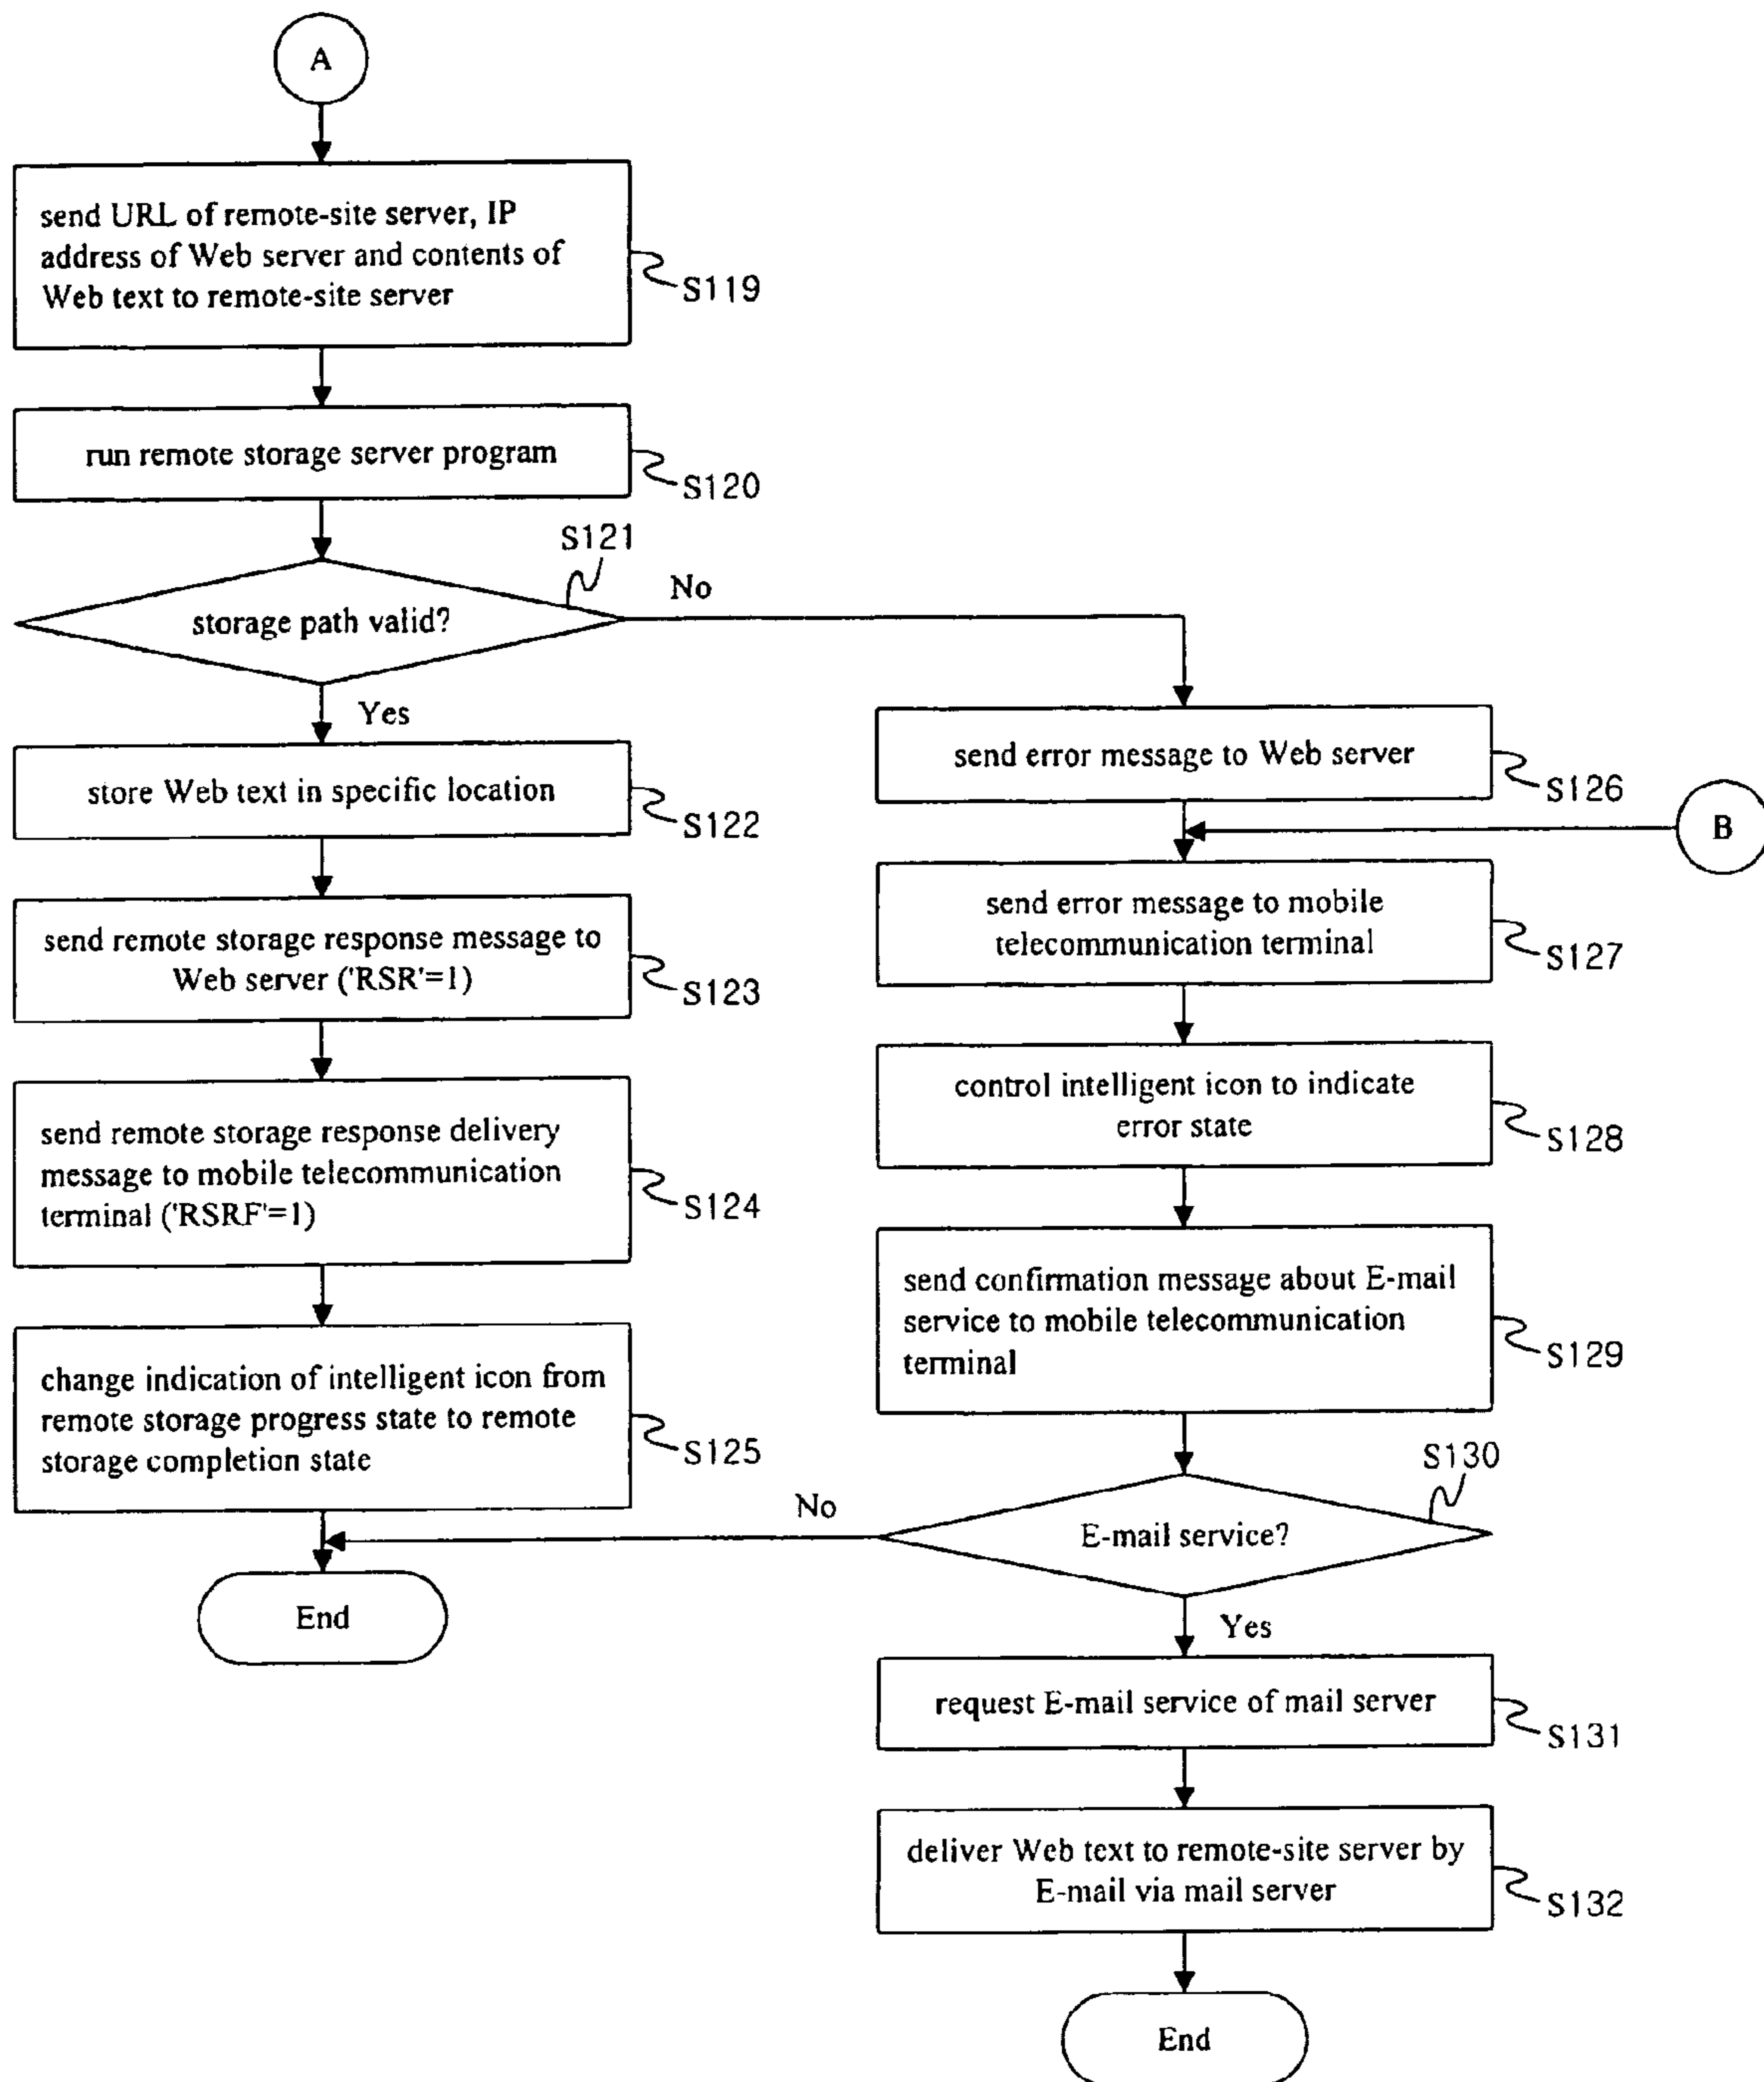 A
send URL of remote-site server, IP
address of Web server and contents of
Web text to remote-site server
S119
run remote storage server program
S120
S121
storage path valid?
No
Yes
store Web text in specific location
S122
send remote storage response message to
Web server ('RSR'=1)
S123
send remote storage response delivery
message to mobile telecommunication
terminal ('RSRF'=1)
S124
change indication of intelligent icon from
remote storage progress state to remote
storage completion state
S125
End
send error message to Web server
S126
B
send error message to mobile
telecommunication terminal
S127
control intelligent icon to indicate
error state
S128
send confirmation message about E-mail
service to mobile telecommunication
terminal
S129
S130
E-mail service?
No
Yes
request E-mail service of mail server
S131
deliver Web text to remote-site server by
E-mail via mail server
S132
End